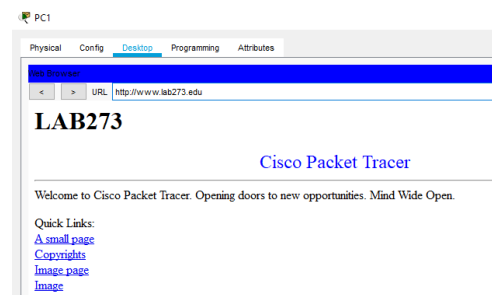 PC1
Physical Config Desktop Programming Attributes
Web Browser
< > URL http://www.lab273.edu
LAB273
Cisco Packet Tracer
Welcome to Cisco Packet Tracer. Opening doors to new opportunities. Mind Wide Open.
Quick Links:
A small page
Copyrights
Image page
Image